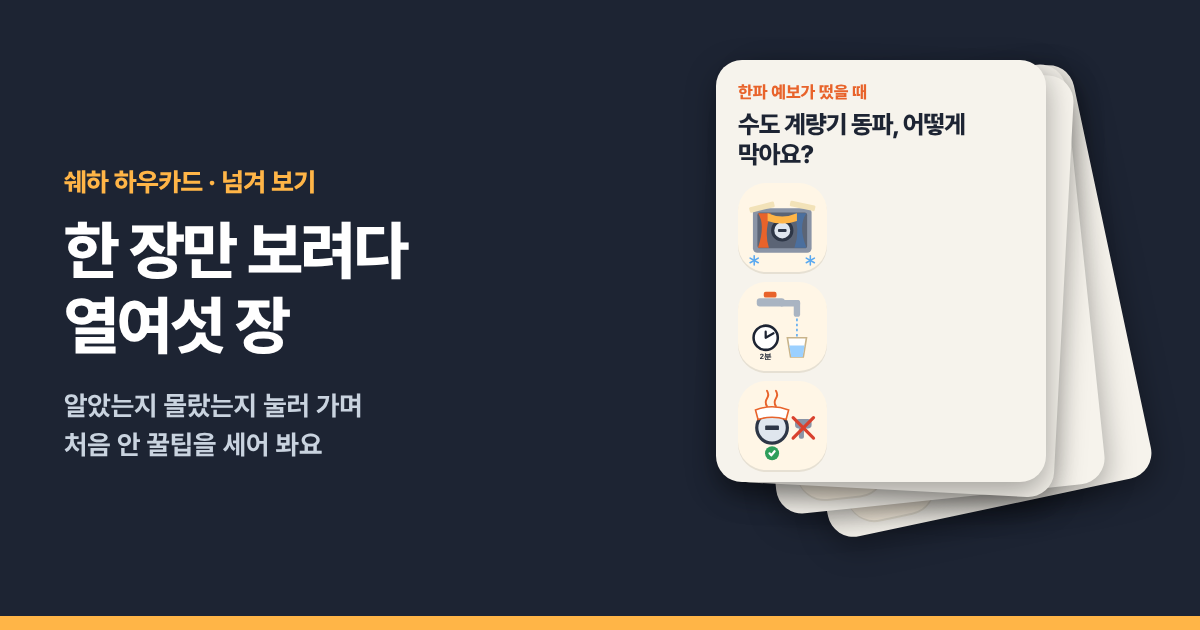 쉐하 하우카드 · 넘겨 보기
한 장만 보려다
열여섯 장
알았는지 몰랐는지 눌러 가며
처음 안 꿀팁을 세어 봐요
한파 예보가 떴을 때
수도 계량기 동파, 어떻게
막아요?
2분